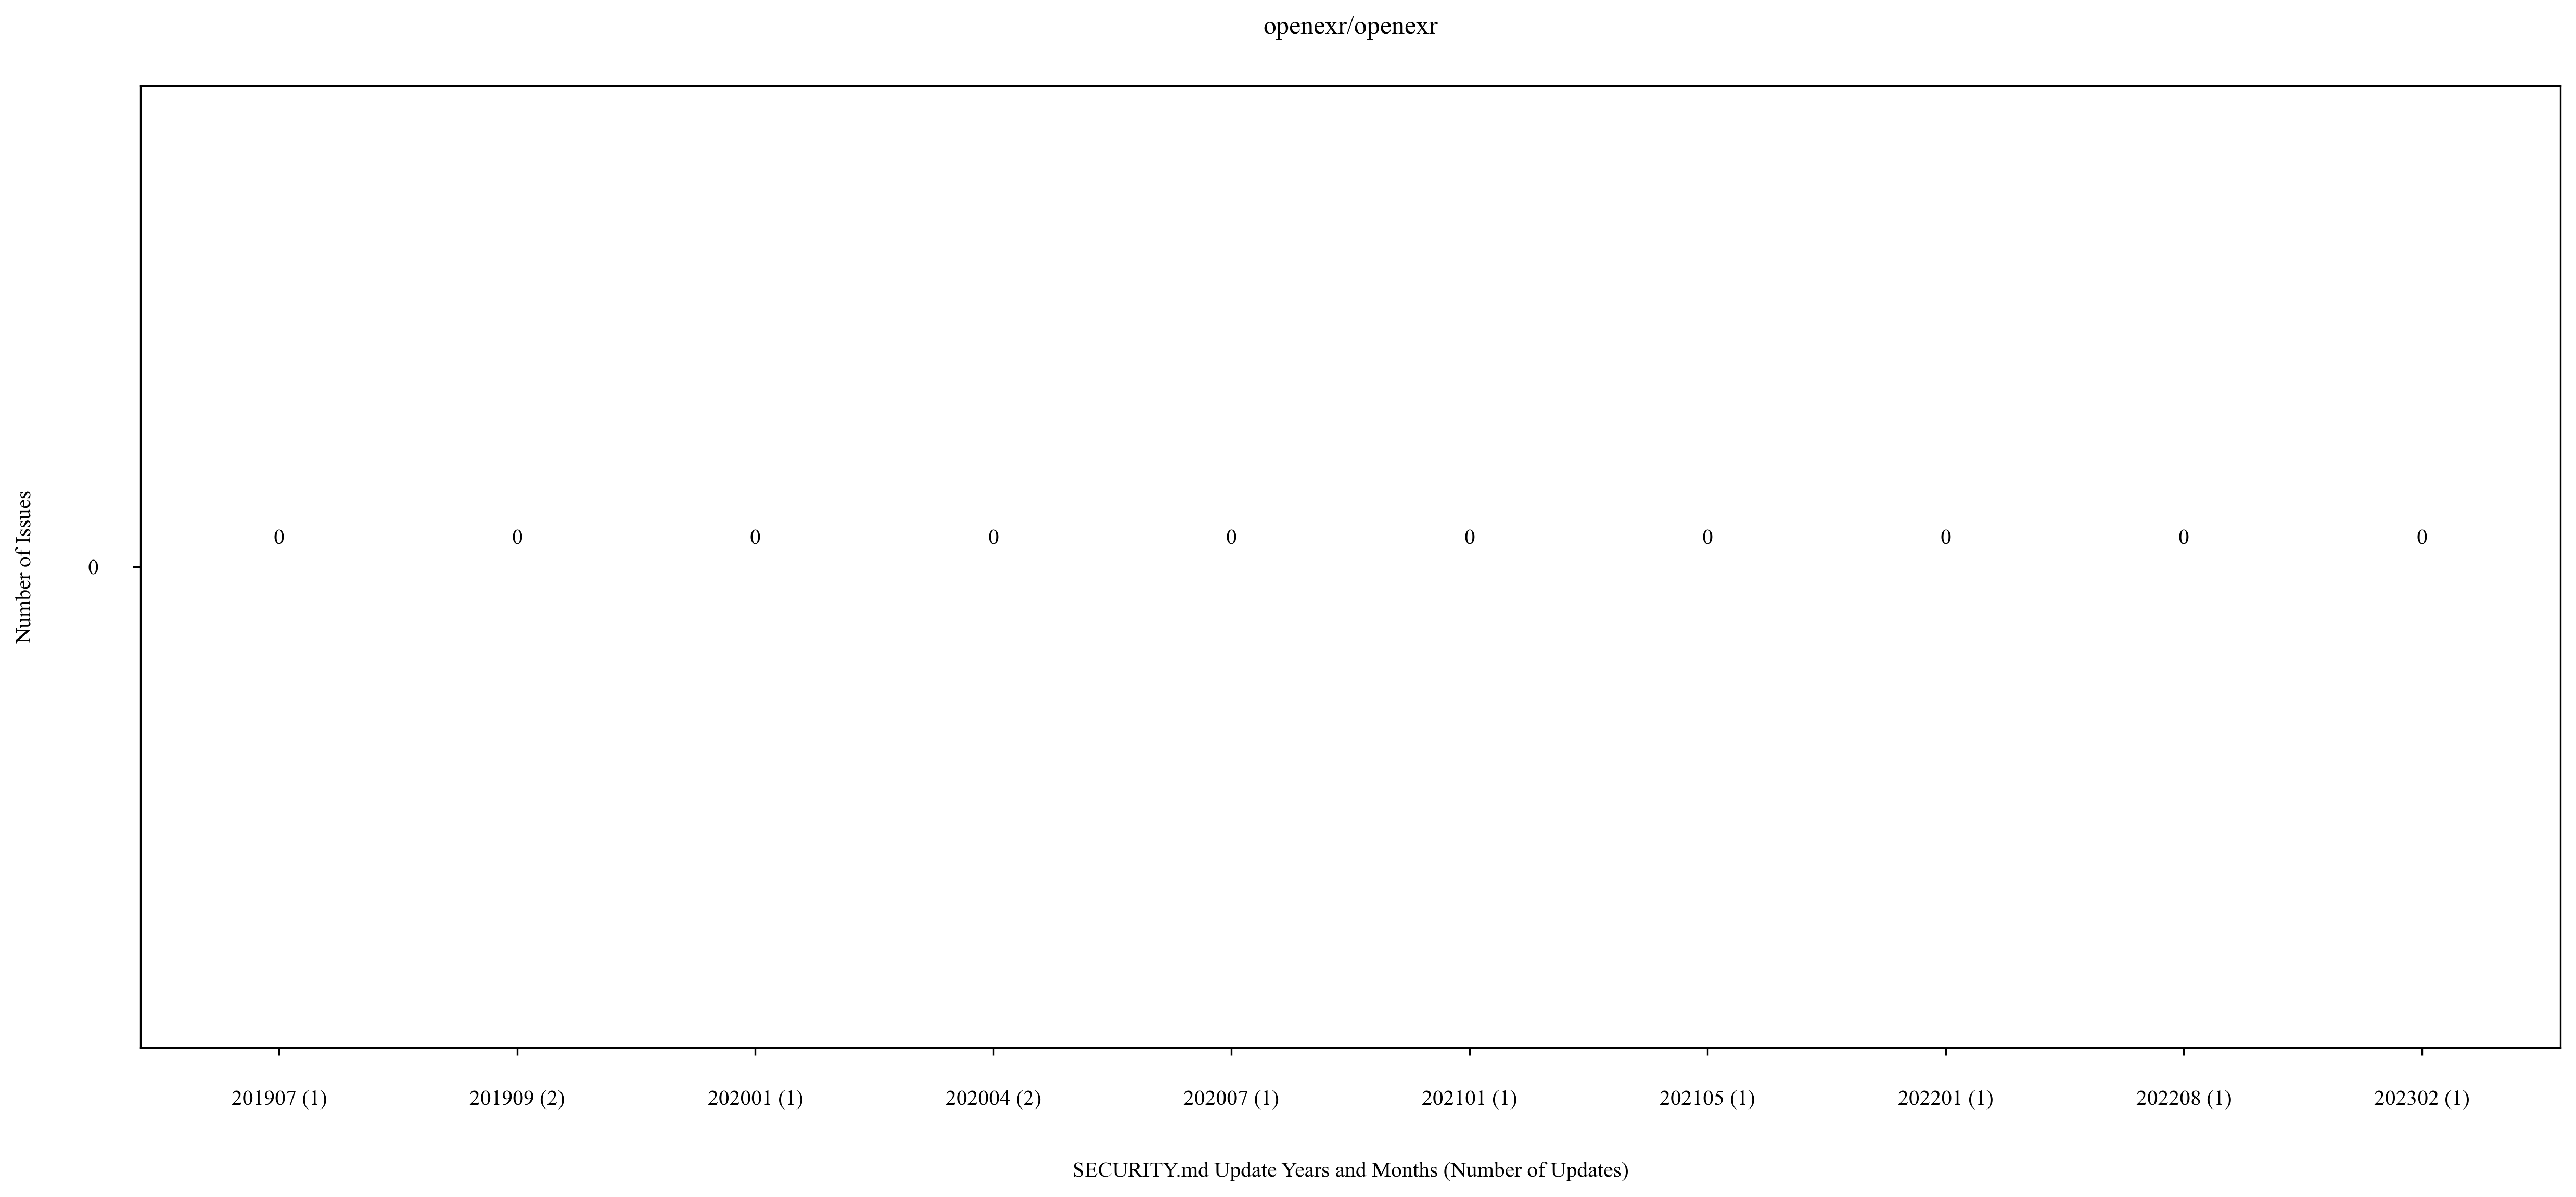 openexr/openexr
Number of Issues
0
0 0 0 0 0 0 0 0 0 0
201907 (1) 201909 (2) 202001 (1) 202004 (2) 202007 (1) 202101 (1) 202105 (1) 202201 (1) 202208 (1) 202302 (1)
SECURITY.md Update Years and Months (Number of Updates)